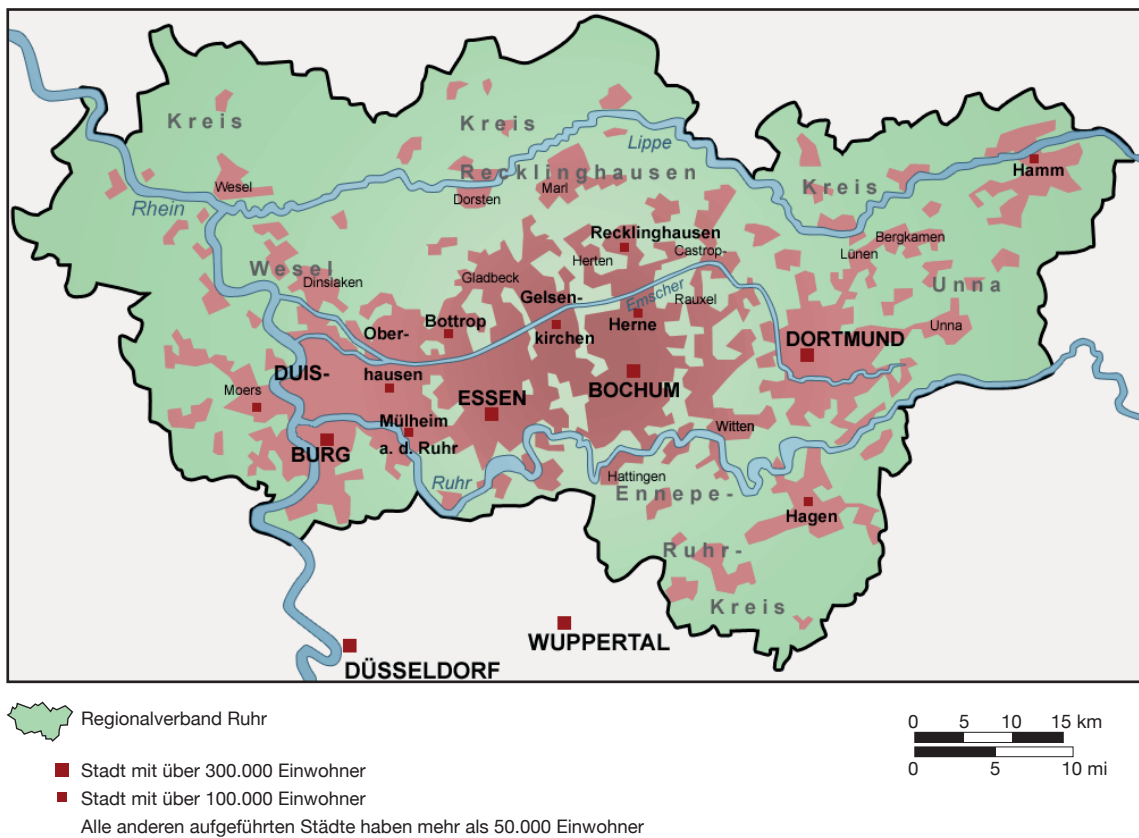 Kreis
Kreis
Lippe
Recklinghausen
Hamm
Wesel
Marl
Kreis
Dorsten
Rhein
Recklinghausen
Bergkamen
Castrop-
Lünen
Herten
Wesel
Gladbeck
Dinslaken
Unna
Gelsen-
Emscher
Rauxel
Bottrop
Herne
Unna
Ober-
kirchen
DORTMUND
DUIS-
hausen
Moers
BOCHUM
ESSEN
Mülheim
Witten
a. d. Ruhr
BURG
Hattingen
Ruhr
Ennepe-
Hagen
Ruhr-
Kreis
WUPPERTAL
DÜSSELDORF
Regionalverband Ruhr
0 5 10 15 km
0 5 10 mi
Stadt mit über 300.000 Einwohner
Stadt mit über 100.000 Einwohner
Alle anderen aufgeführten Städte haben mehr als 50.000 Einwohner